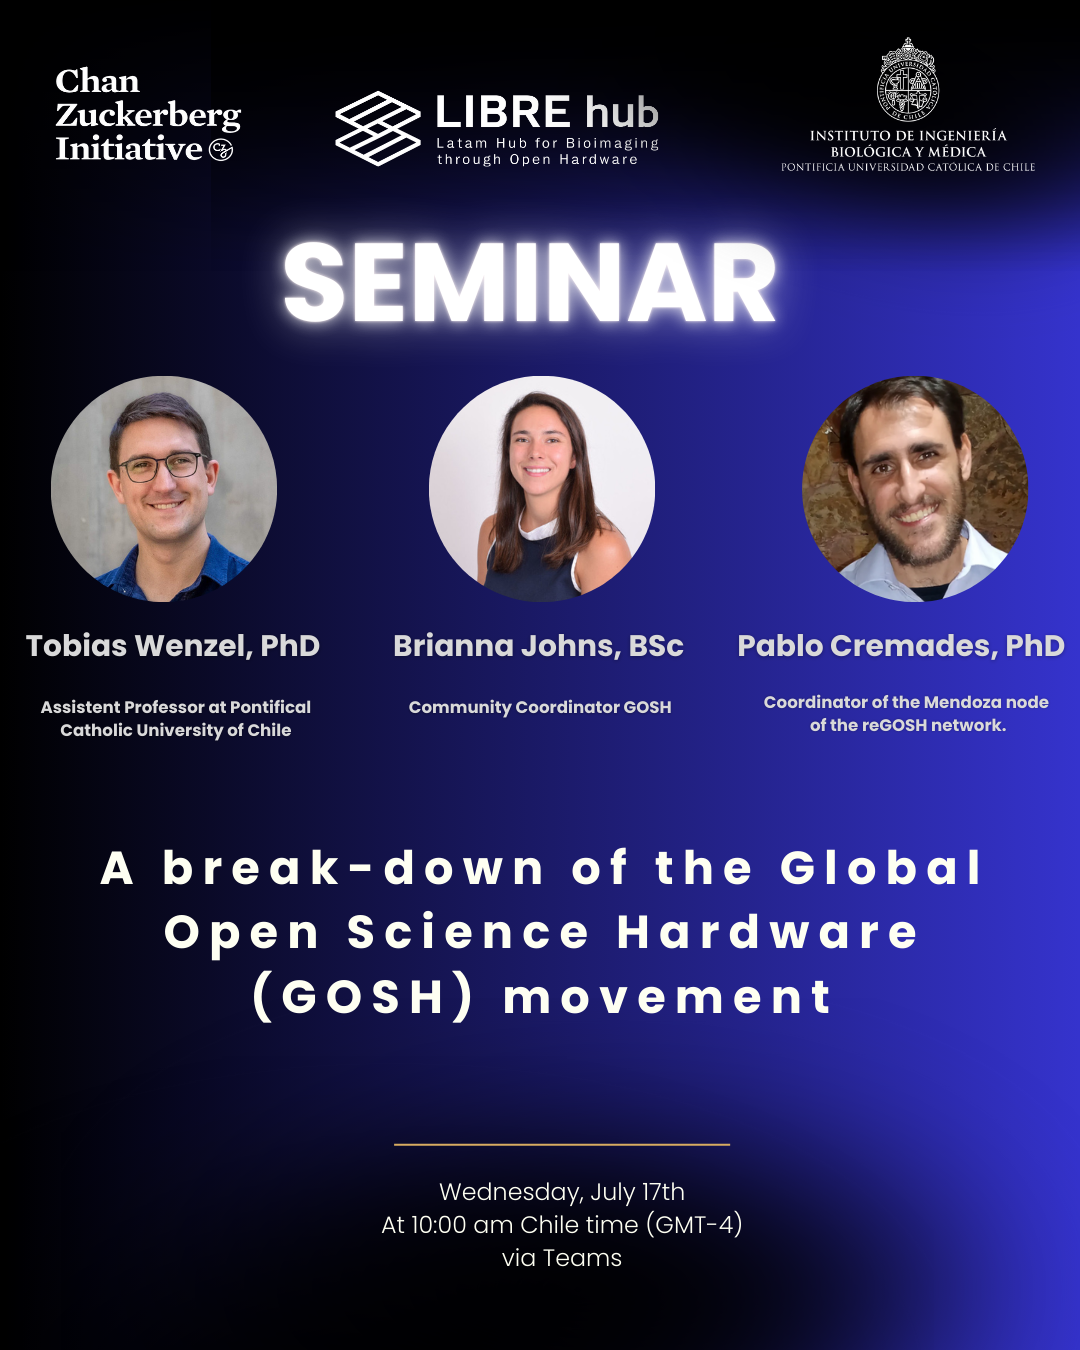 Chan
Zuckerberg
Initiative
CZI
LIBRE hub
Latam Hub for Bioimaging
through Open Hardware
INSTITUTO DE INGENIERÍA
BIOLÓGICA Y MÉDICA
PONTIFICIA UNIVERSIDAD CATÓLICA DE CHILE
SEMINAR
Tobias Wenzel, PhD
Assistent Professor at Pontifical
Catholic University of Chile
Brianna Johns, BSc
Community Coordinator GOSH
Pablo Cremades, PhD
Coordinator of the Mendoza node
of the reGOSH network.
A break-down of the Global
Open Science Hardware
(GOSH) movement
Wednesday, July 17th
At 10:00 am Chile time (GMT-4)
via Teams